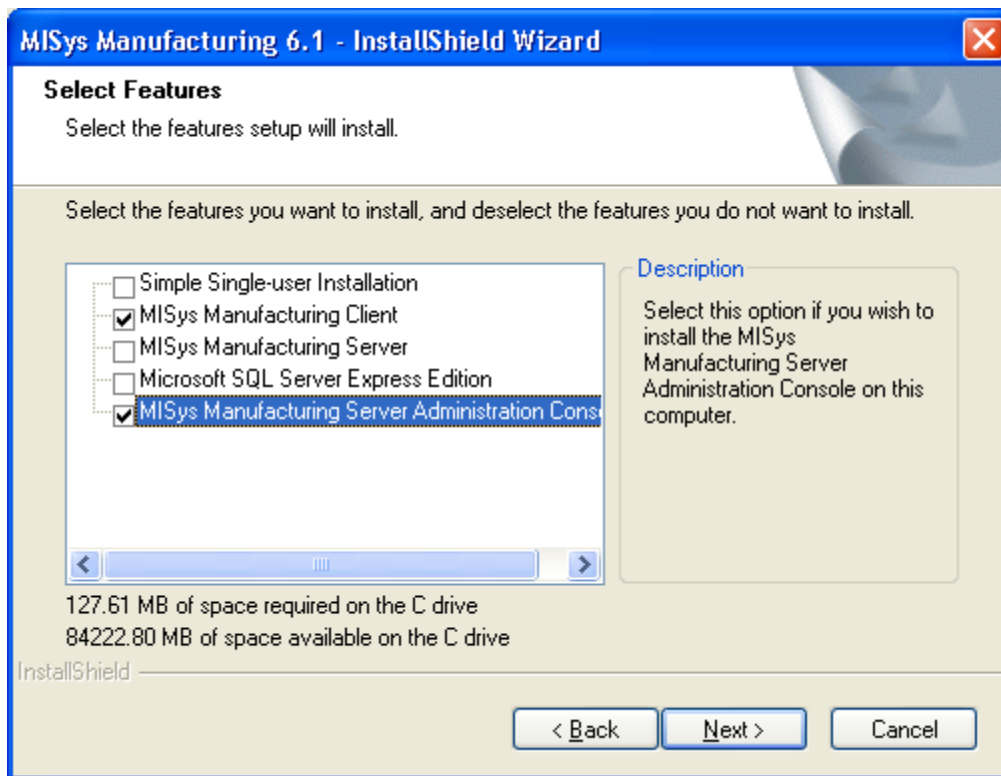 MISys Manufacturing 6.1 - InstallShield Wizard
Select Features
Select the features setup will install.
Select the features you want to install, and deselect the features you do not want to install.
Simple Single-user Installation
MISys Manufacturing Client
MISys Manufacturing Server
Microsoft SQL Server Express Edition
MISys Manufacturing Server Administration Conso
Description
Select this option if you wish to
install the MISys
Manufacturing Server
Administration Console on this
computer.
127.61 MB of space required on the C drive
84222.80 MB of space available on the C drive
InstallShield
< Back
Next >
Cancel